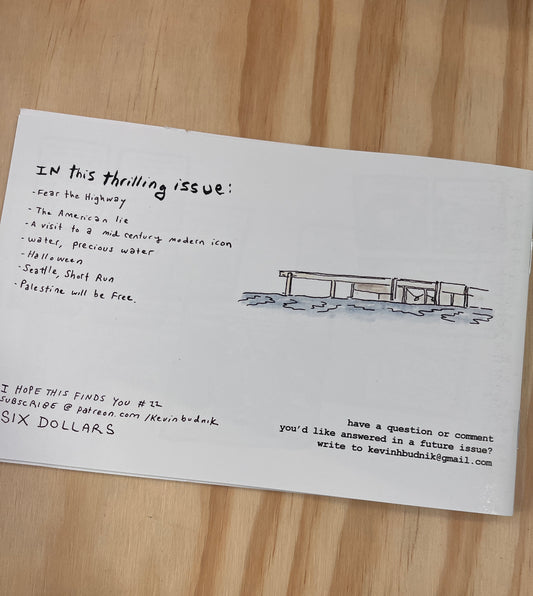 IN this thrilling issue:
- Fear the Highway
- The American lie
- A visit to a mid century modern icon
- water, precious water
- Halloween
- Seattle, Short Run
- Palestine will be Free.
I HOPE THIS FINDS YOU #22
SUBSCRIBE @ patreon.com/Kevinbudnik
SIX DOLLARS
have a question or comment
you'd like answered in a future issue?
write to kevinhbudnik@gmail.com